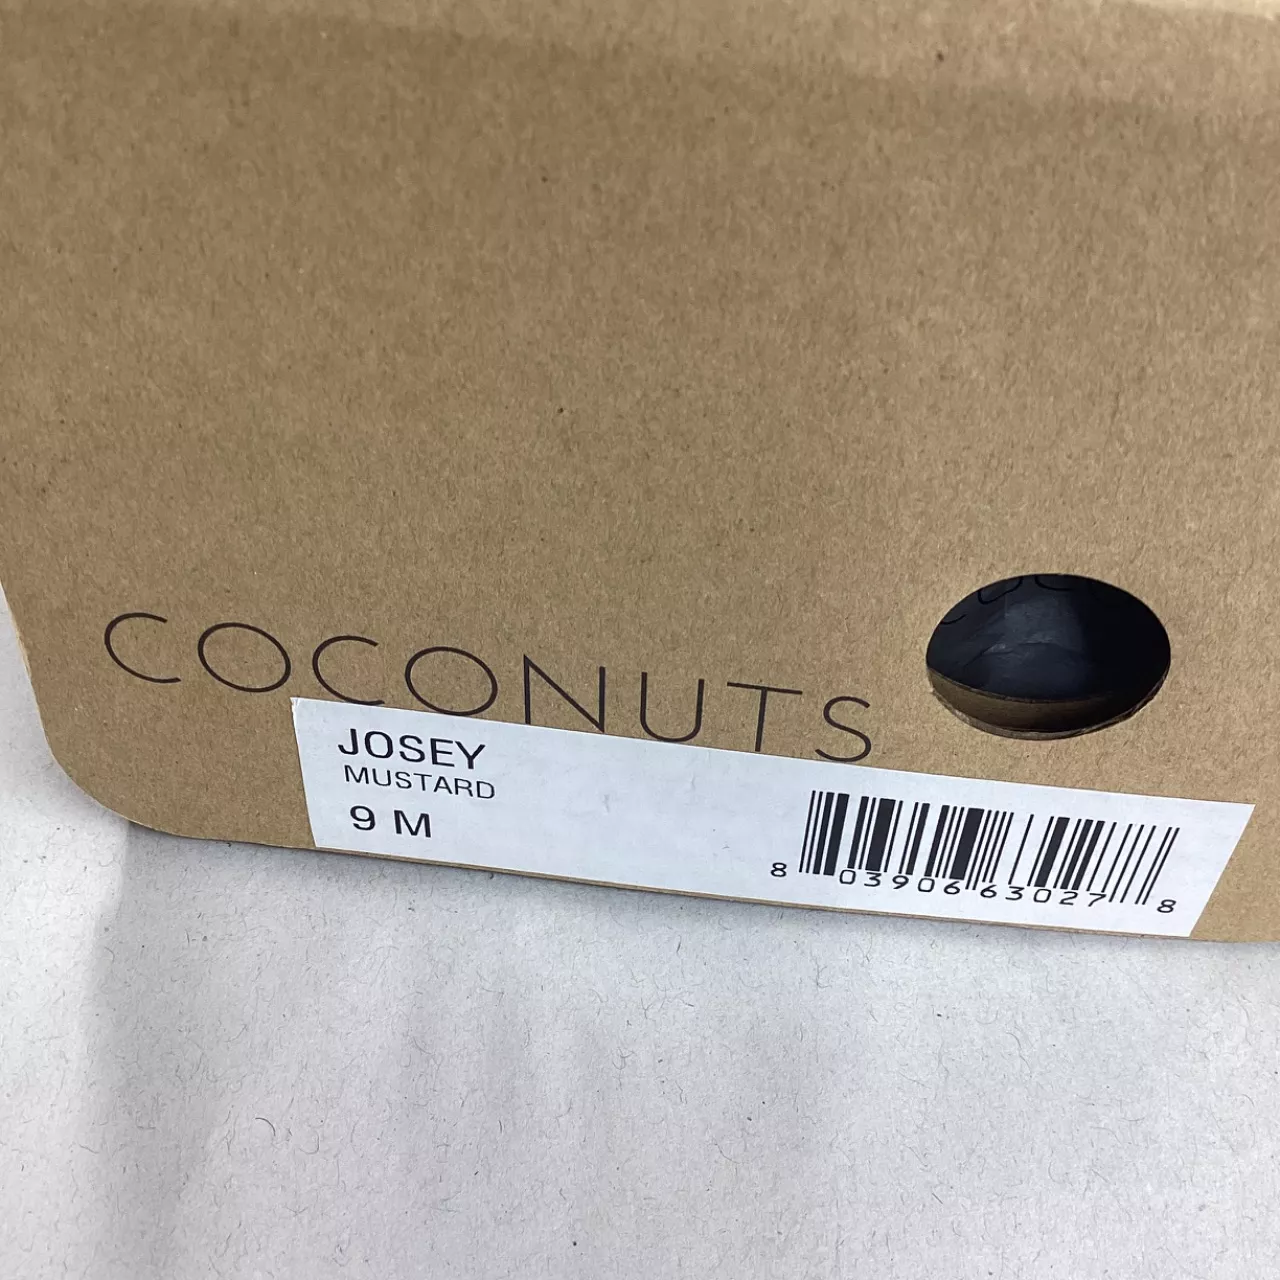 COCONUTS
JOSEY
MUSTARD
9 M
8 03906 63027 8